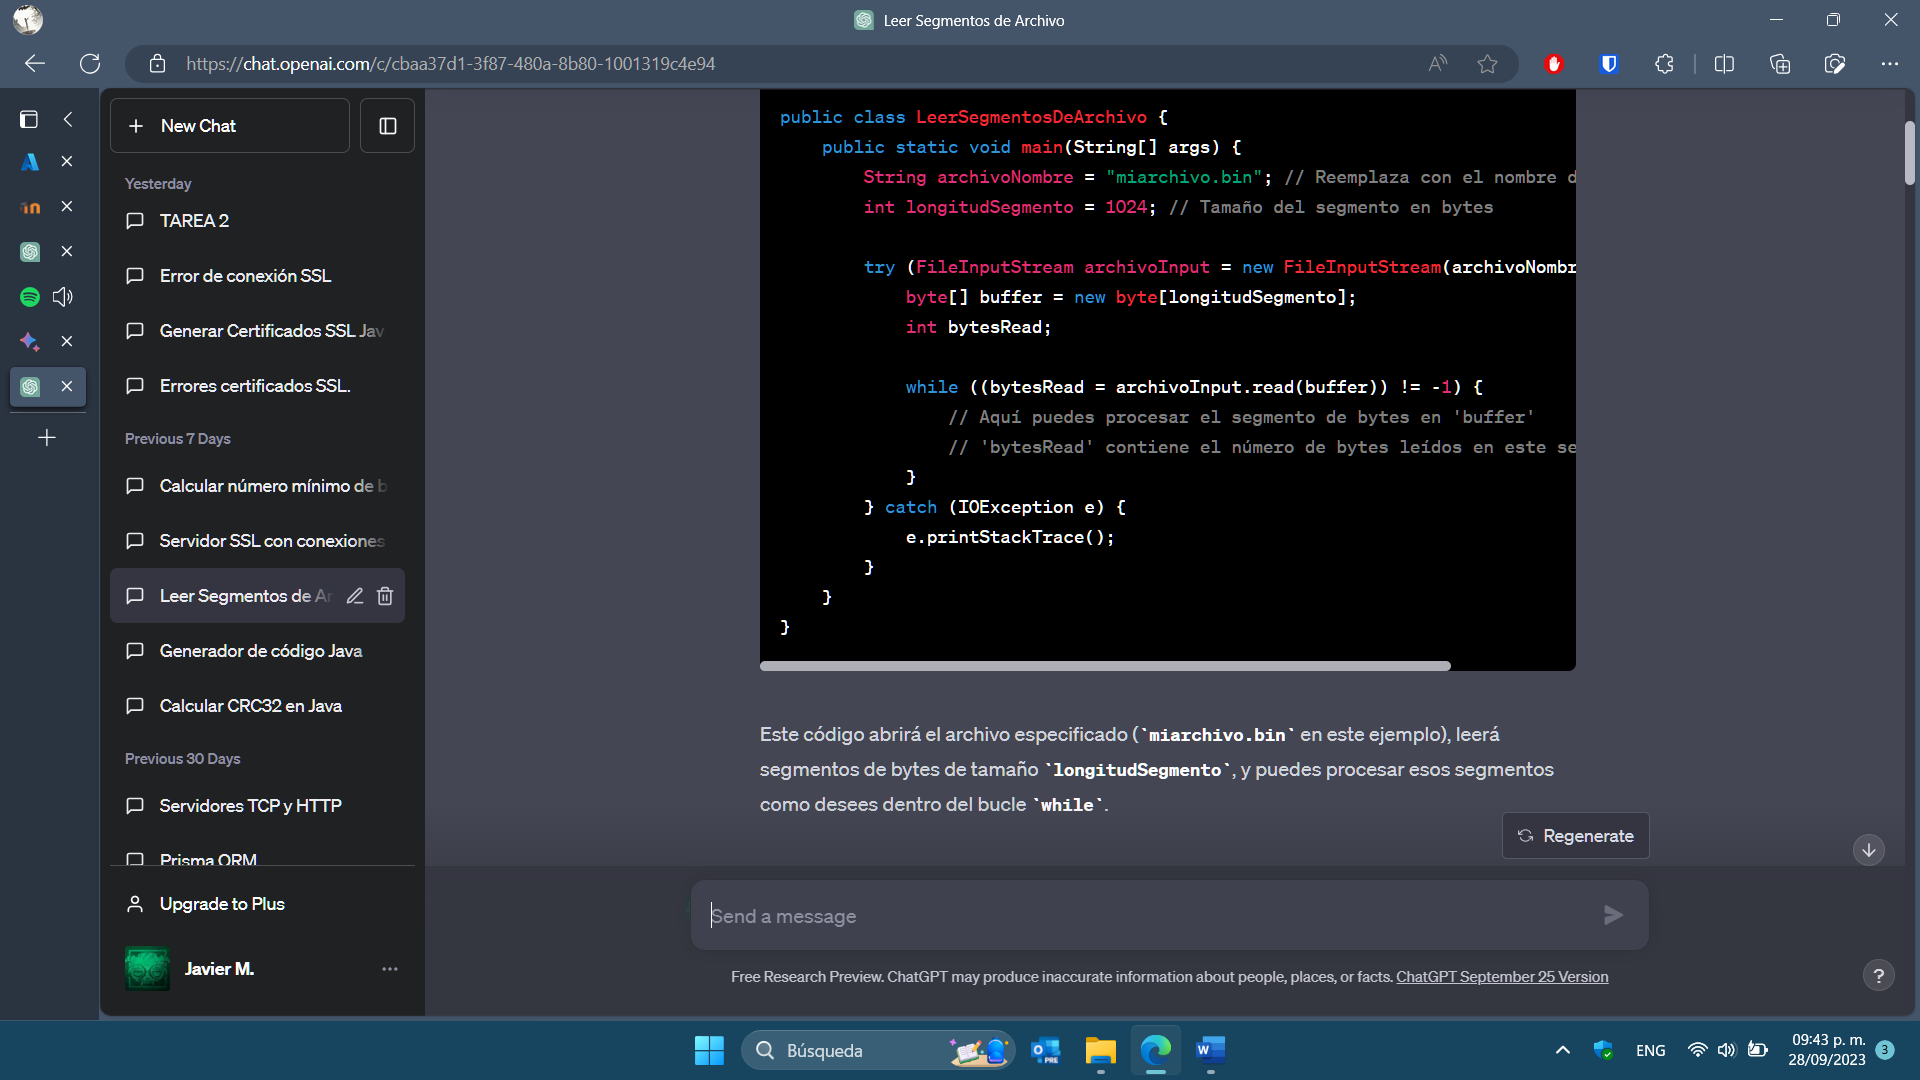 Leer Segmentos de Archivo
https://chat.openai.com/c/cbaa37d1-3f87-480a-8b80-1001319c4e94
New Chat
Yesterday
TAREA 2
Error de conexión SSL
Generar Certificados SSL Jav
Errores certificados SSL.
Previous 7 Days
Calcular número mínimo de b
Servidor SSL con conexiones
Leer Segmentos de Ar
Generador de código Java
Calcular CRC32 en Java
Previous 30 Days
Servidores TCP y HTTP
Prisma ORM
Upgrade to Plus
Javier M.
public class LeerSegmentosDeArchivo {
public static void main(String[] args) {
String archivoNombre = "miarchivo.bin"; // Reemplaza con el nombre d
int longitudSegmento = 1024; // Tamaño del segmento en bytes
try (FileInputStream archivoInput = new FileInputStream(archivoNombr
byte[] buffer = new byte[longitudSegmento];
int bytesRead;
while ((bytesRead = archivoInput.read(buffer)) != -1) {
// Aquí puedes procesar el segmento de bytes en 'buffer'
// 'bytesRead' contiene el número de bytes leídos en este se
}
} catch (IOException e) {
e.printStackTrace();
}
}
}
Este código abrirá el archivo especificado (`miarchivo.bin` en este ejemplo), leerá
segmentos de bytes de tamaño `longitudSegmento`, y puedes procesar esos segmentos
como desees dentro del bucle `while`.
Regenerate
Send a message
Free Research Preview. ChatGPT may produce inaccurate information about people, places, or facts. ChatGPT September 25 Version
?
Búsqueda
ENG
09:43 p. m.
28/09/2023
3